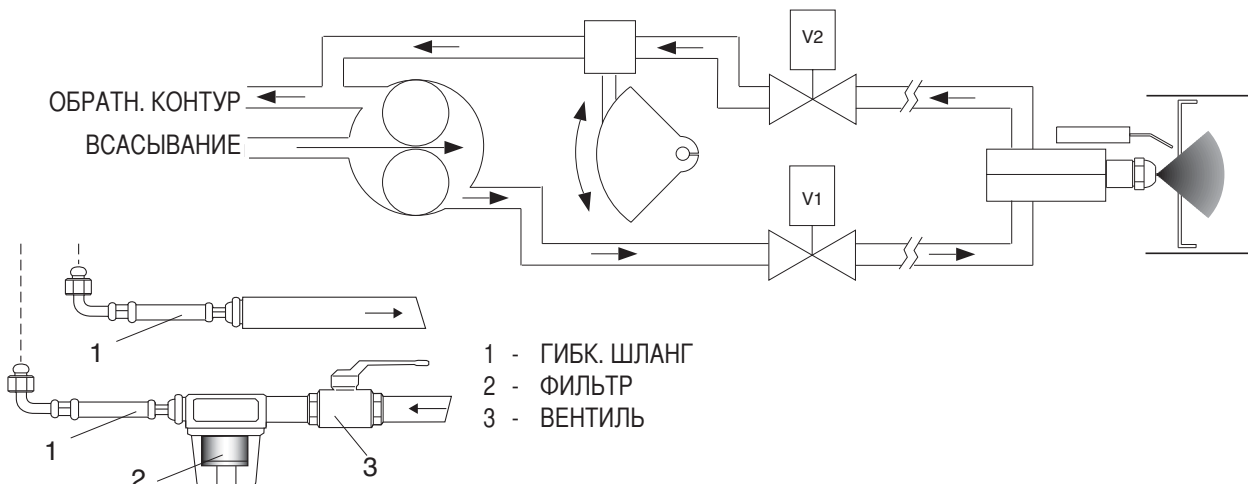 V2
ОБРАТН. КОНТУР
ВСАСЫВАНИЕ
V1
1
1 - ГИБК. ШЛАНГ
2 - ФИЛЬТР
3 - ВЕНТИЛЬ
1
3
2